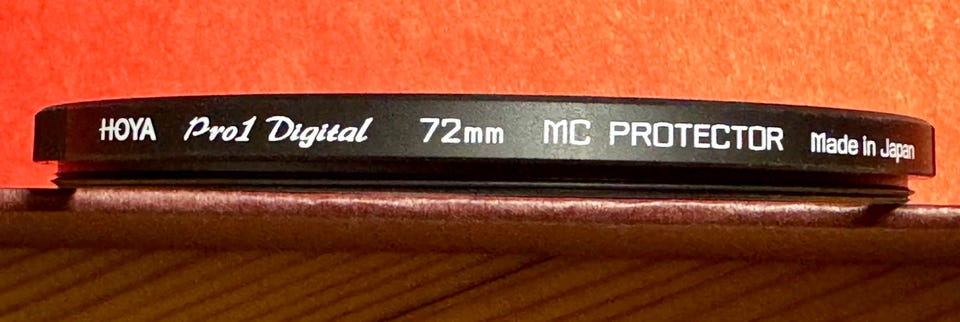 HOYA Pro1 Digital 72mm MC PROTECTOR Made in Japan